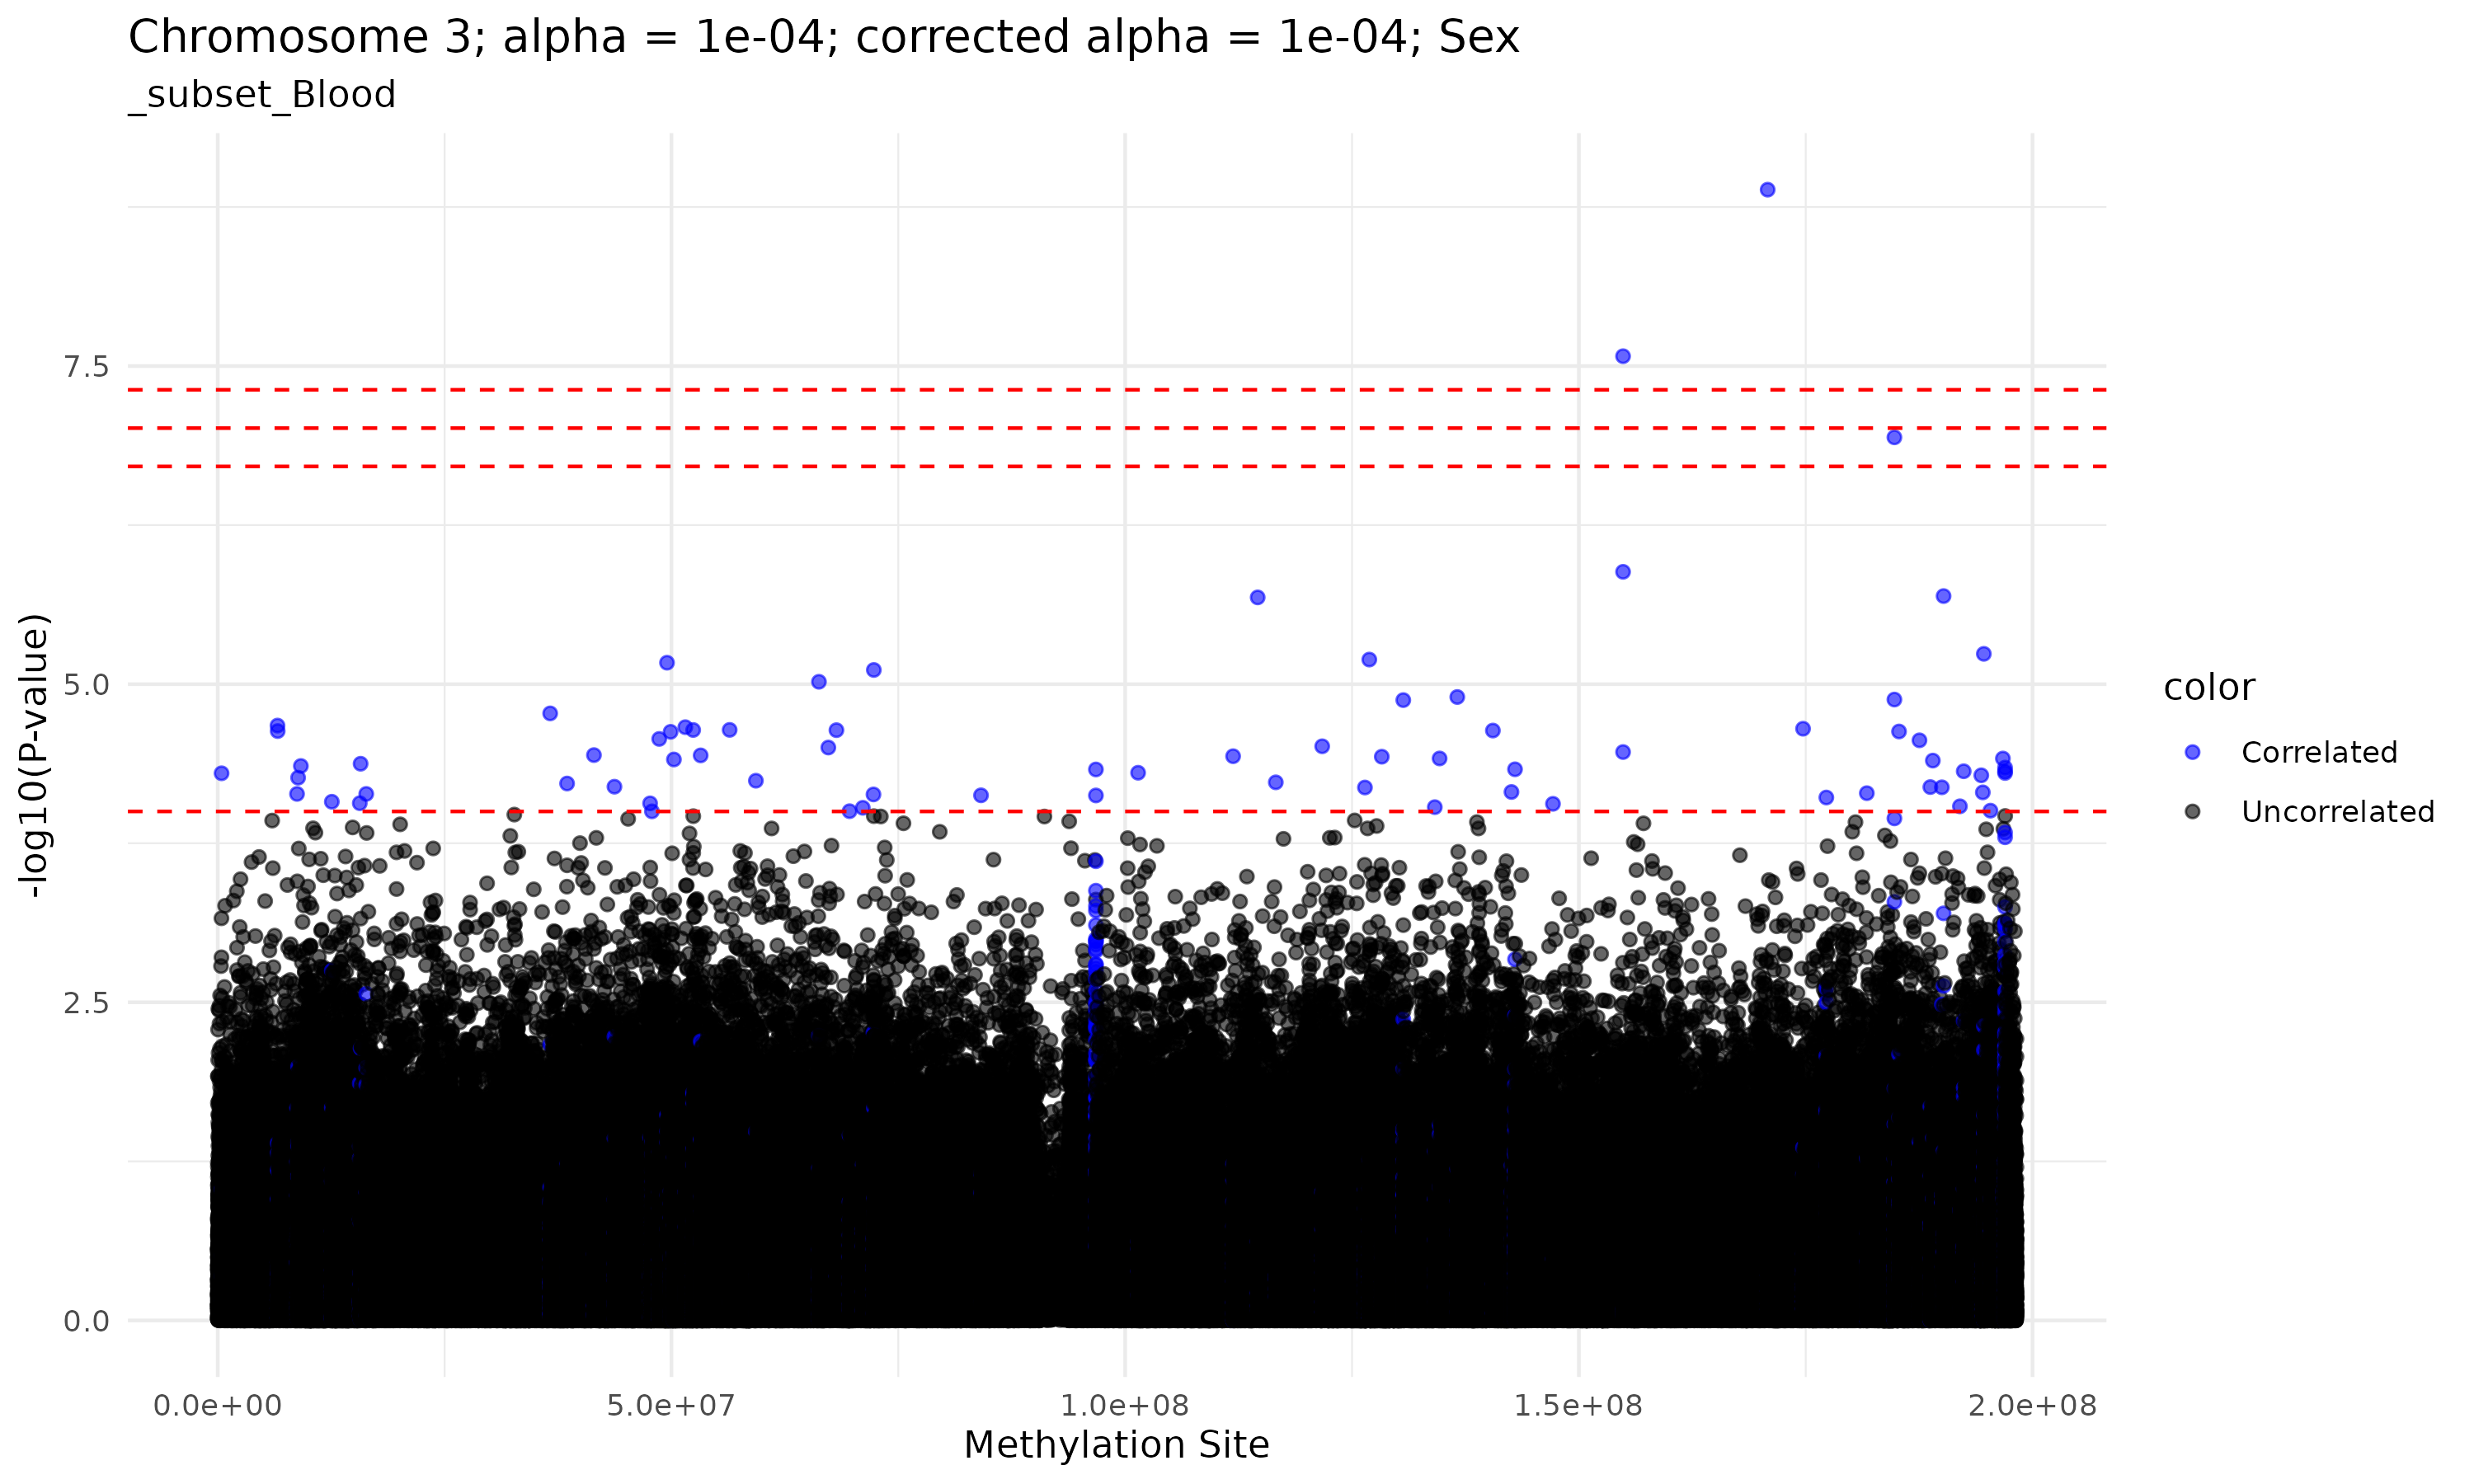 Chromosome 3; alpha = 1e-04; corrected alpha = 1e-04; Sex
_subset_Blood
-log10(P-value)
7.5
5.0
2.5
0.0
0.0e+00 5.0e+07 1.0e+08 1.5e+08 2.0e+08
Methylation Site
color
Correlated
Uncorrelated